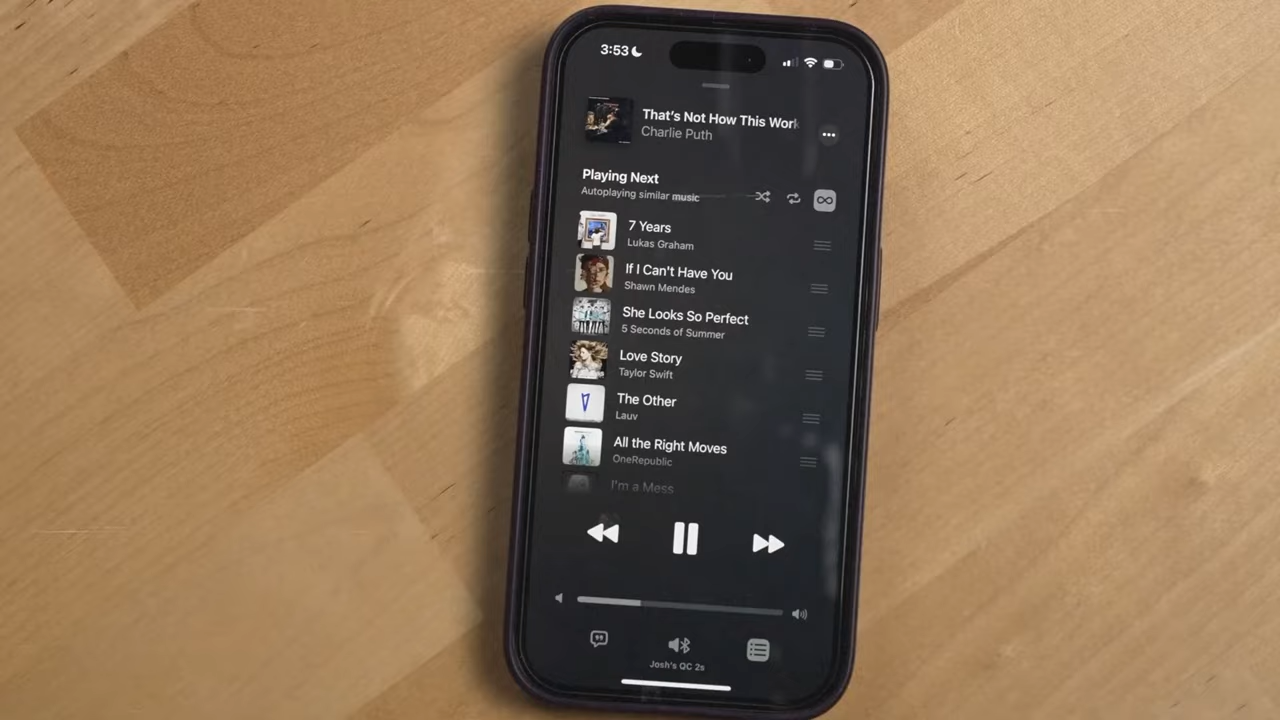 3:53
That's Not How This Work
Charlie Puth
Playing Next
Autoplaying similar music
7 Years
Lukas Graham
If I Can't Have You
Shawn Mendes
She Looks So Perfect
5 Seconds of Summer
Love Story
Taylor Swift
The Other
Lauv
All the Right Moves
OneRepublic
I'm a Mess
Josh's QC 2s